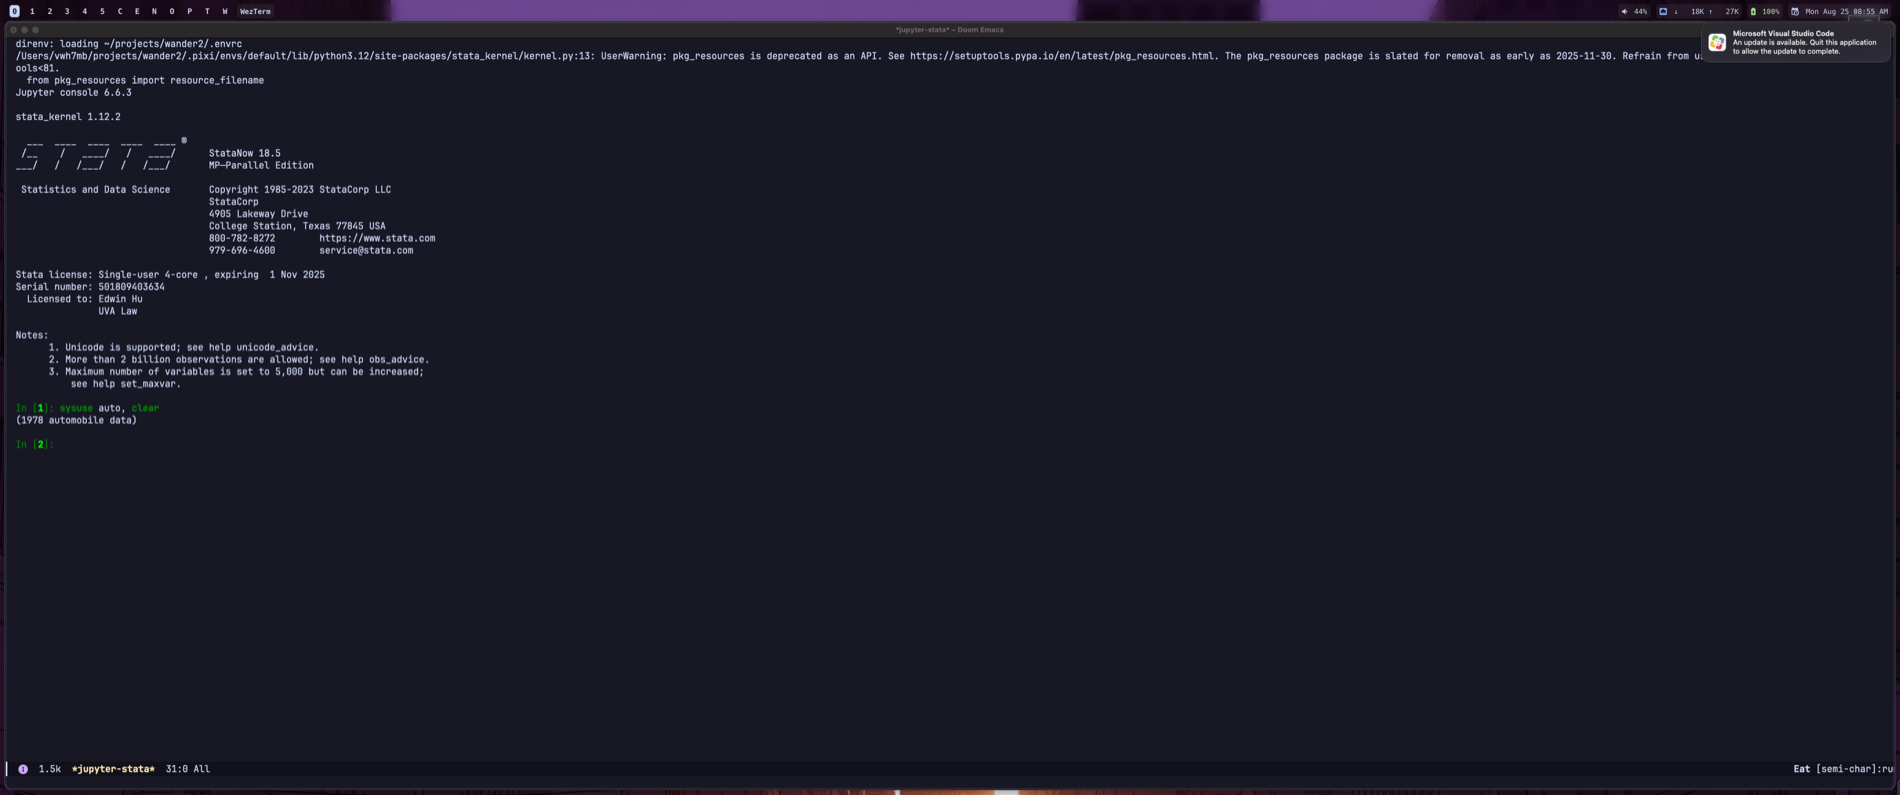 0 1 2 3 4 5 C E N O P T W WezTerm
44% ↓ 18K ↑ 27K 100% Mon Aug 25 08:55 AM
*jupyter-stata* – Doom Emacs
Microsoft Visual Studio Code
An update is available. Quit this application
to allow the update to complete.
direnv: loading ~/projects/wander2/.envrc
/Users/vwh7mb/projects/wander2/.pixi/envs/default/lib/python3.12/site-packages/stata_kernel/kernel.py:13: UserWarning: pkg_resources is deprecated as an API. See https://setuptools.pypa.io/en/latest/pkg_resources.html. The pkg_resources package is slated for removal as early as 2025-11-30. Refrain from
ools<81.
from pkg_resources import resource_filename
Jupyter console 6.6.3
stata_kernel 1.12.2
___ ____ ____ ____ ____ ®
/__ / ____/ / ____/ StataNow 18.5
___/ / /___/ / /___/ MP—Parallel Edition
Statistics and Data Science Copyright 1985-2023 StataCorp LLC
StataCorp
4905 Lakeway Drive
College Station, Texas 77845 USA
800-782-8272 https://www.stata.com
979-696-4600 service@stata.com
Stata license: Single-user 4-core , expiring 1 Nov 2025
Serial number: 501809403634
Licensed to: Edwin Hu
UVA Law
Notes:
1. Unicode is supported; see help unicode_advice.
2. More than 2 billion observations are allowed; see help obs_advice.
3. Maximum number of variables is set to 5,000 but can be increased;
see help set_maxvar.
In [1]: sysuse auto, clear
(1978 automobile data)
In [2]:
1.5k *jupyter-stata* 31:0 All
Eat [semi-char]:ru